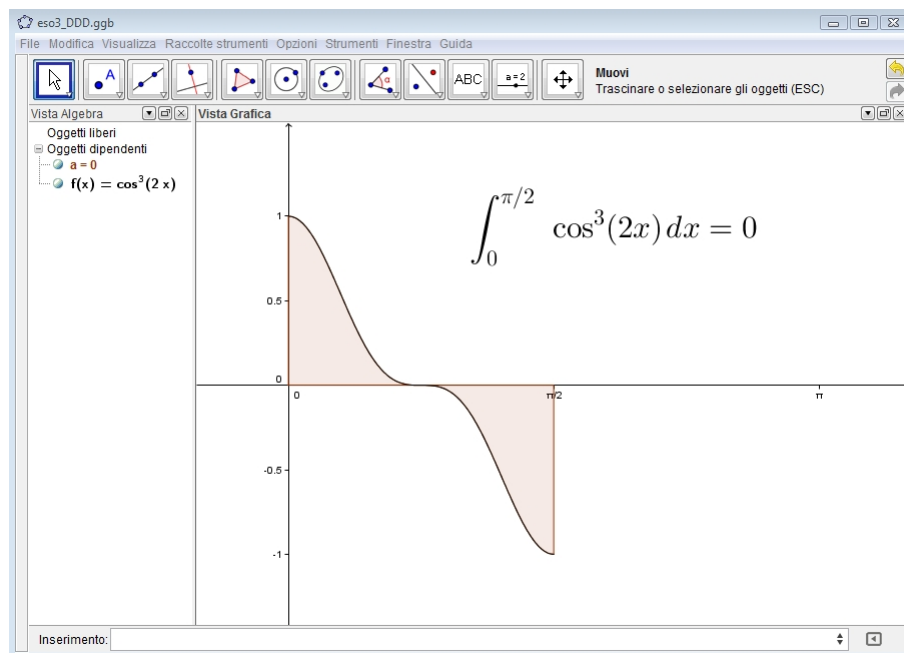 eso3_DDD.ggb
File Modifica Visualizza Raccolte strumenti Opzioni Strumenti Finestra Guida
A α ABC a=2
Muovi
Trascinare o selezionare gli oggetti (ESC)
Vista Algebra
Vista Grafica
Oggetti liberi
Oggetti dipendenti
a = 0
f(x) = cos³(2 x)
∫₀^{π/2} cos³(2x) dx = 0
1
0.5
0
0 π/2 π
-0.5
-1
Inserimento: